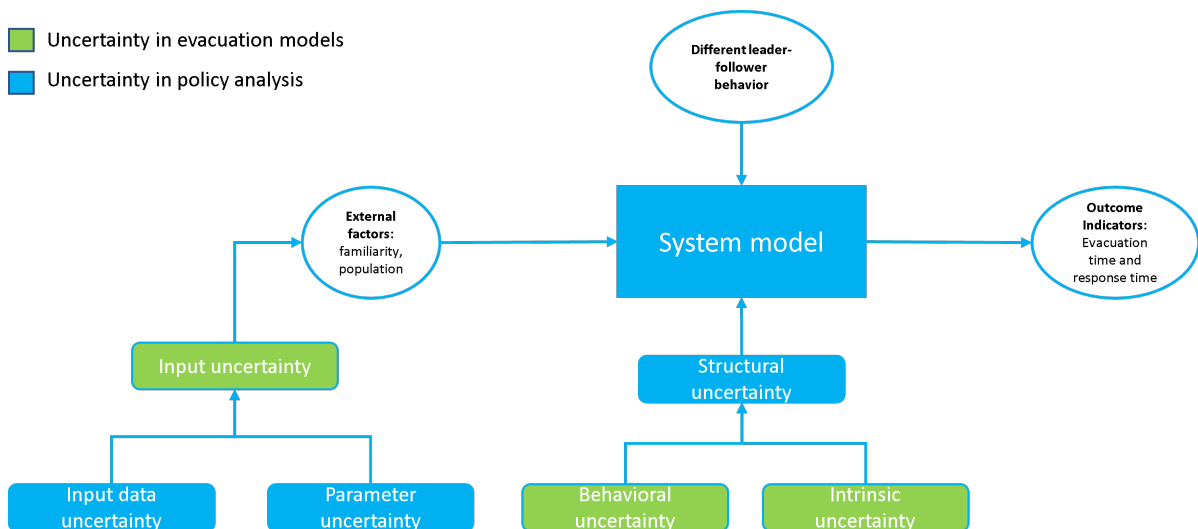 Uncertainty in evacuation models
Uncertainty in policy analysis
Different leader-
follower
behavior
External
factors:
familiarity,
population
System model
Outcome
Indicators:
Evacuation
time and
response time
Input uncertainty
Structural
uncertainty
Input data
uncertainty
Parameter
uncertainty
Behavioral
uncertainty
Intrinsic
uncertainty